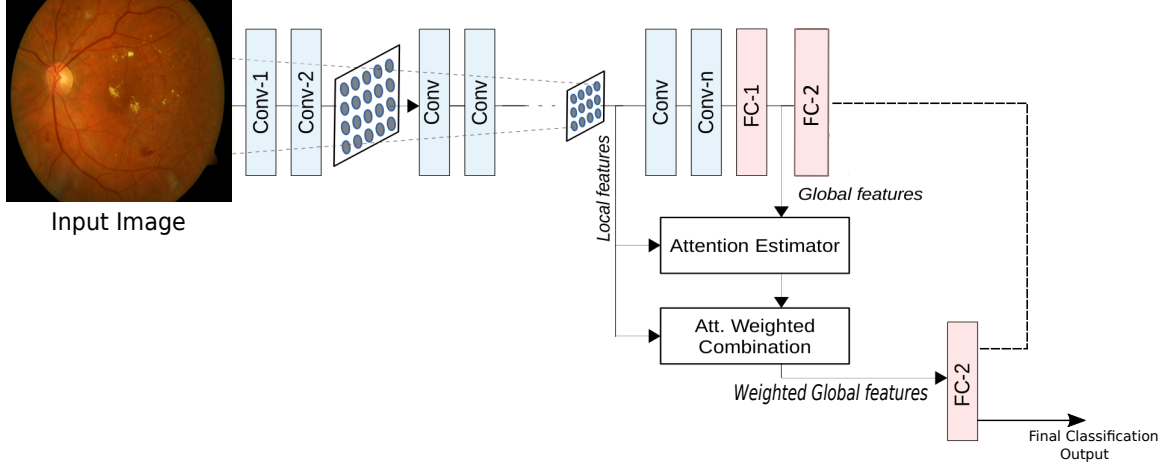 Input Image
Conv-1
Conv-2
Conv
Conv
Conv
Conv-n
FC-1
FC-2
Local features
Global features
Attention Estimator
Att. Weighted
Combination
Weighted Global features
FC-2
Final Classification
Output